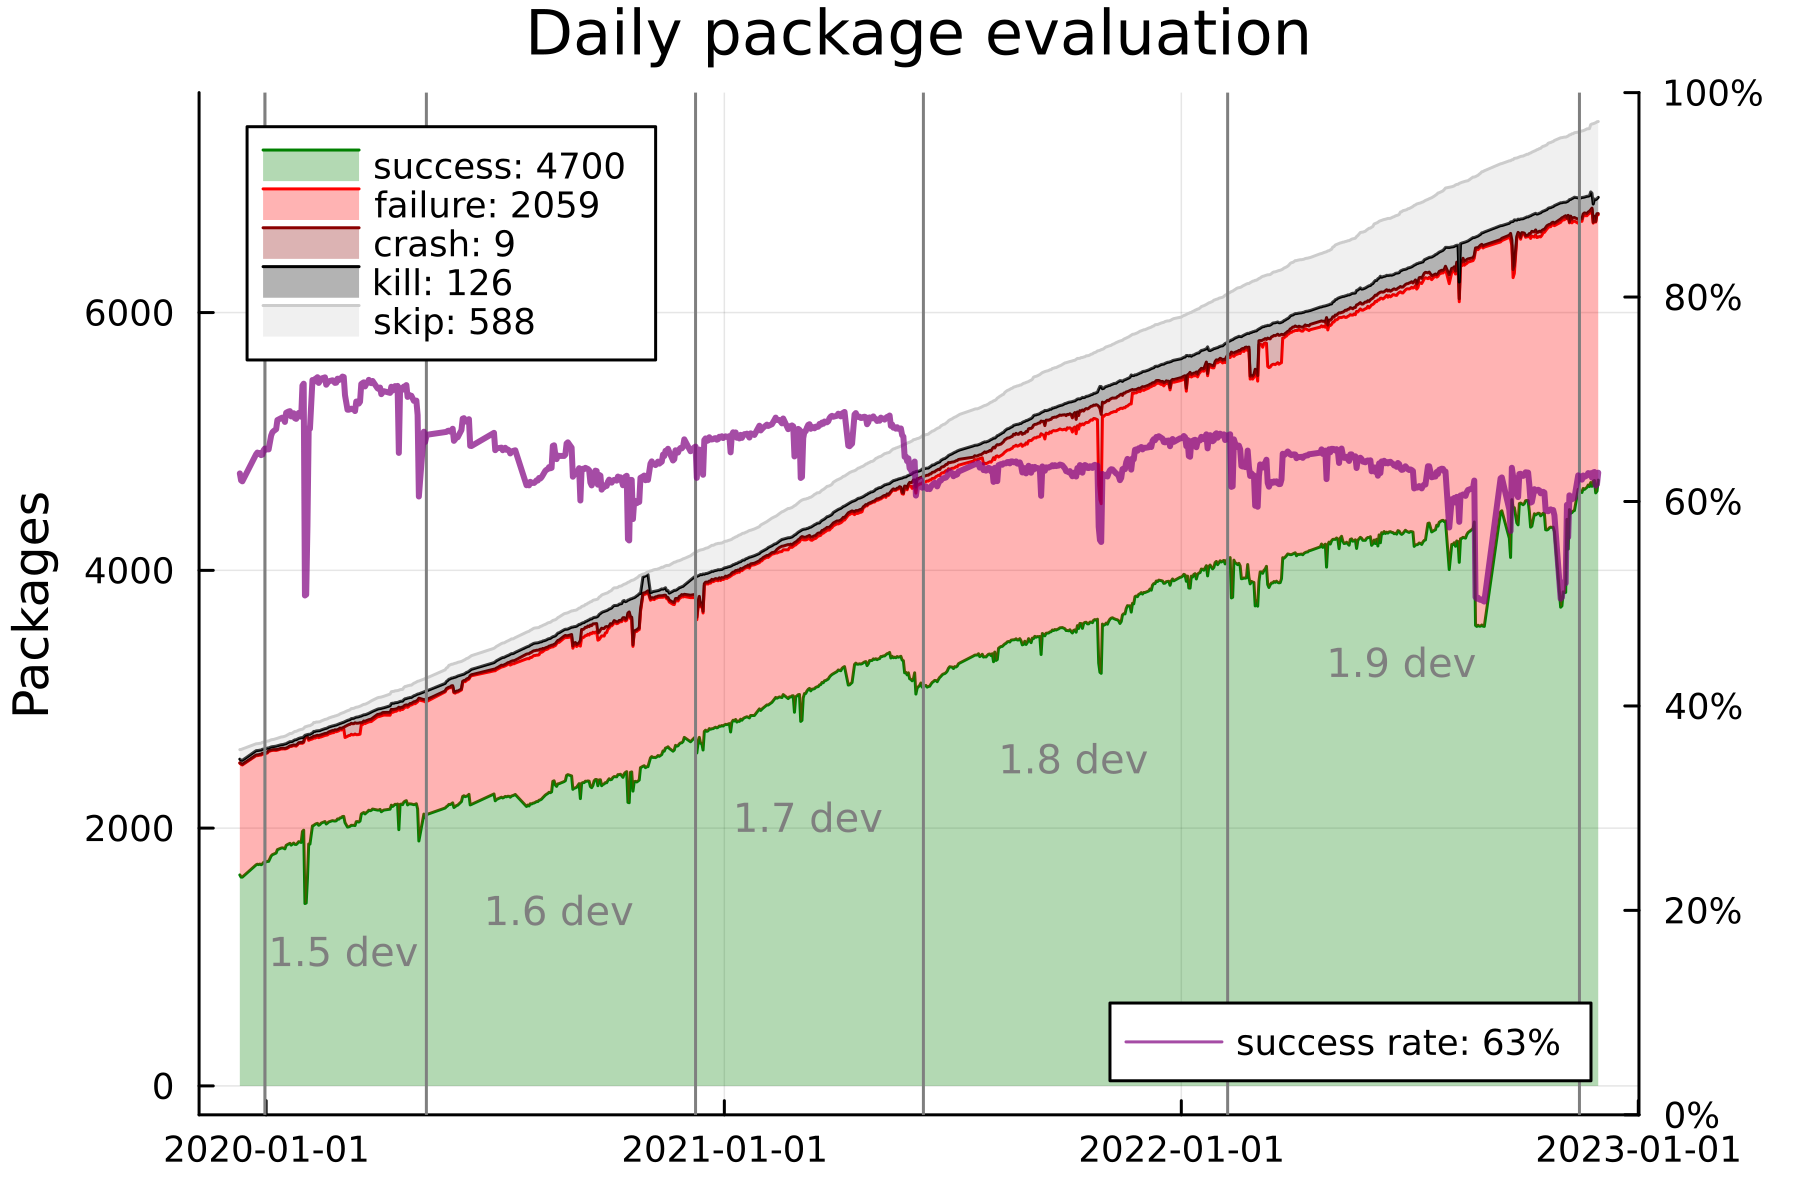 Daily package evaluation
success: 4700
failure: 2059
crash: 9
kill: 126
skip: 588
Packages
6000
4000
2000
0
100%
80%
60%
40%
20%
0%
1.5 dev
1.6 dev
1.7 dev
1.8 dev
1.9 dev
success rate: 63%
2020-01-01
2021-01-01
2022-01-01
2023-01-01